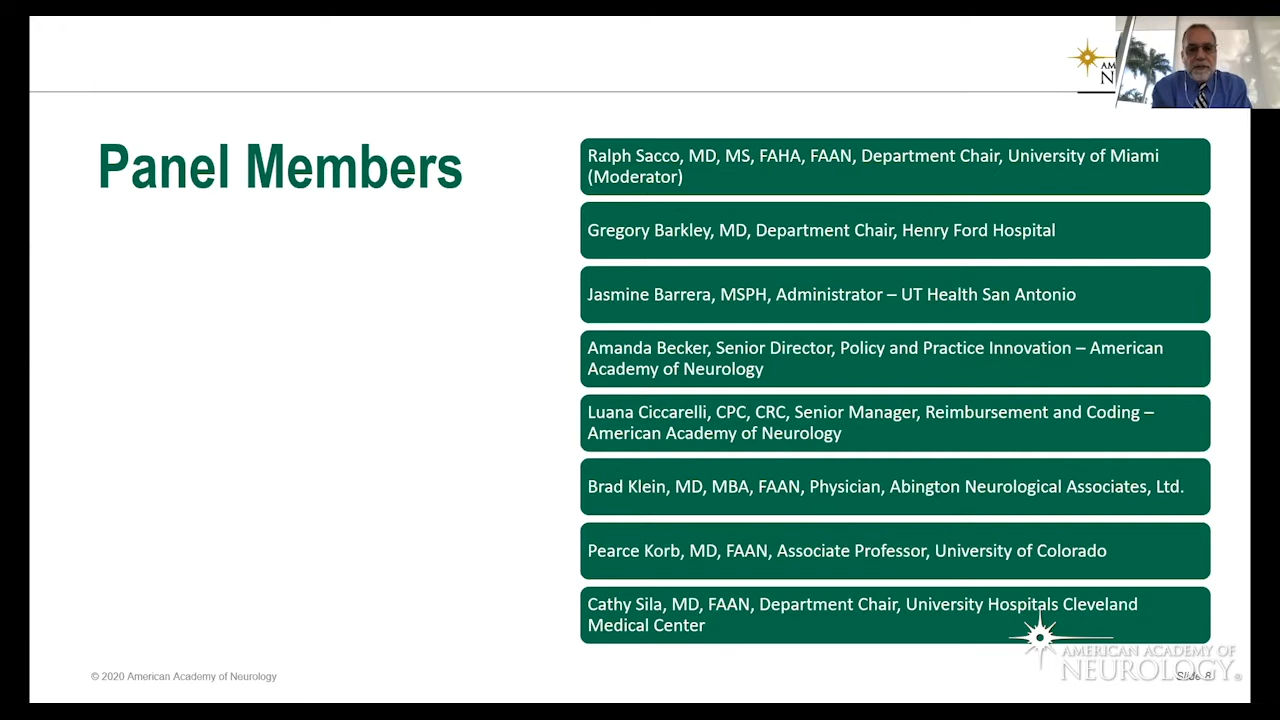 AM
N
Panel Members
Ralph Sacco, MD, MS, FAHA, FAAN, Department Chair, University of Miami
(Moderator)
Gregory Barkley, MD, Department Chair, Henry Ford Hospital
Jasmine Barrera, MSPH, Administrator – UT Health San Antonio
Amanda Becker, Senior Director, Policy and Practice Innovation – American
Academy of Neurology
Luana Ciccarelli, CPC, CRC, Senior Manager, Reimbursement and Coding –
American Academy of Neurology
Brad Klein, MD, MBA, FAAN, Physician, Abington Neurological Associates, Ltd.
Pearce Korb, MD, FAAN, Associate Professor, University of Colorado
Cathy Sila, MD, FAAN, Department Chair, University Hospitals Cleveland
Medical Center
AMERICAN ACADEMY OF
NEUROLOGY®
© 2020 American Academy of Neurology
Slide 8